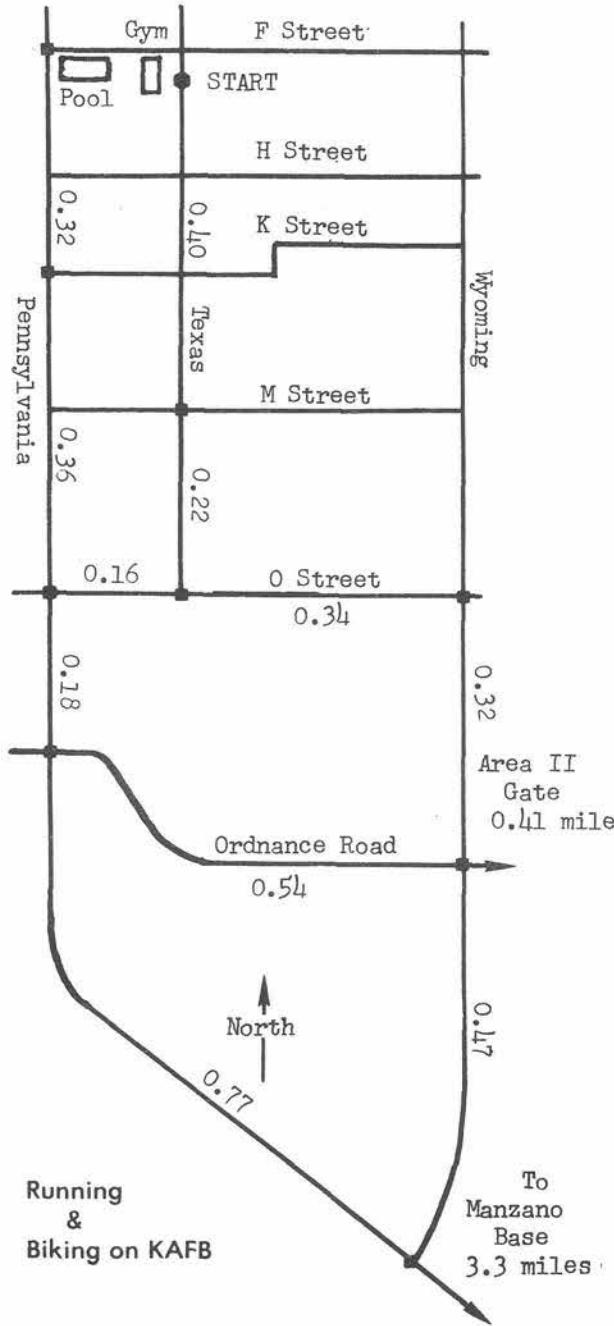 Gym
F Street
START
Pool
H Street
0.32
0.40
K Street
Pennsylvania
Texas
Wyoming
M Street
0.36
0.22
0.16
O Street
0.34
0.18
0.32
Area II
Gate
0.41 mile
Ordnance Road
0.54
North
0.47
0.77
Running
&
Biking on KAFB
To
Manzano
Base
3.3 miles